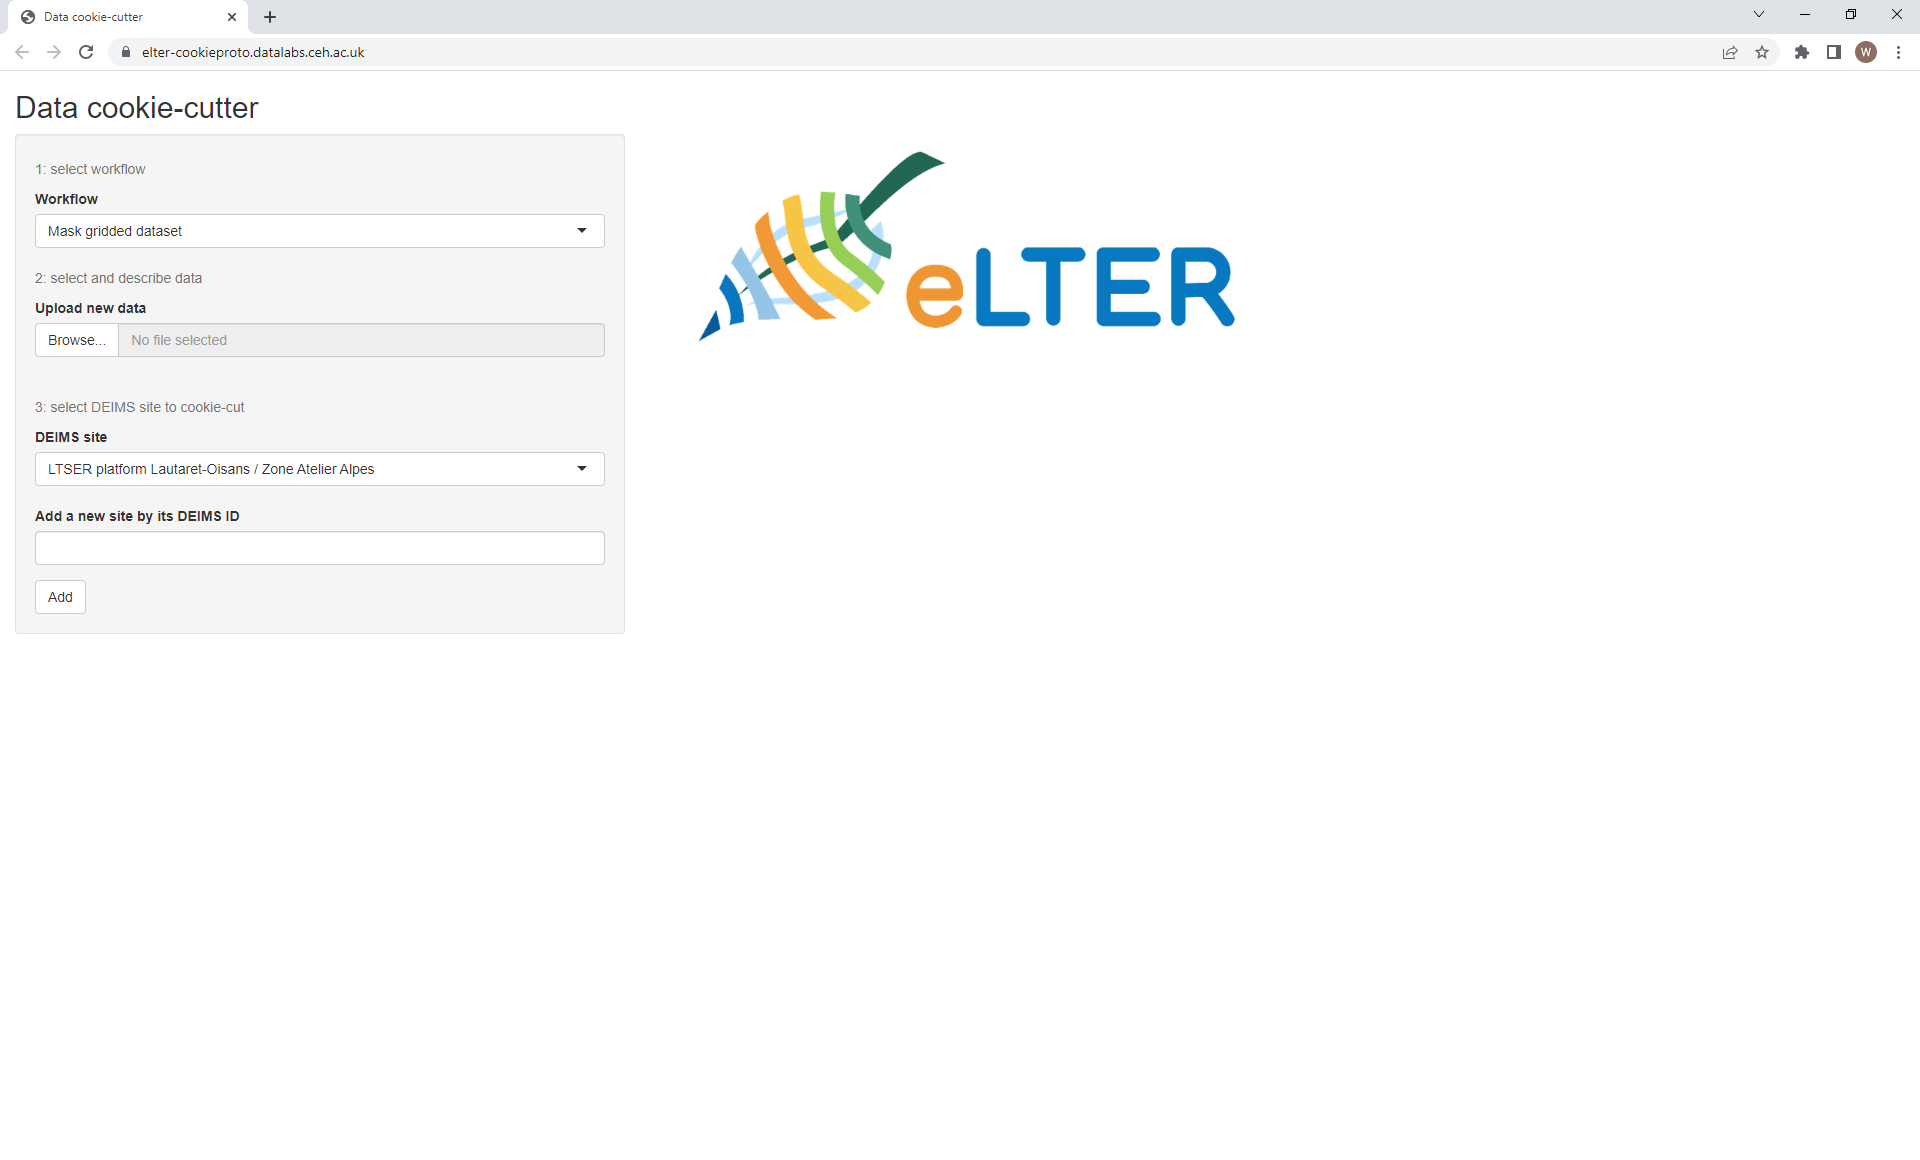 Data cookie-cutter
elter-cookieproto.datalabs.ceh.ac.uk
W
Data cookie-cutter
1: select workflow
Workflow
Mask gridded dataset
2: select and describe data
Upload new data
Browse... No file selected
3: select DEIMS site to cookie-cut
DEIMS site
LTSER platform Lautaret-Oisans / Zone Atelier Alpes
Add a new site by its DEIMS ID
Add
eLTER